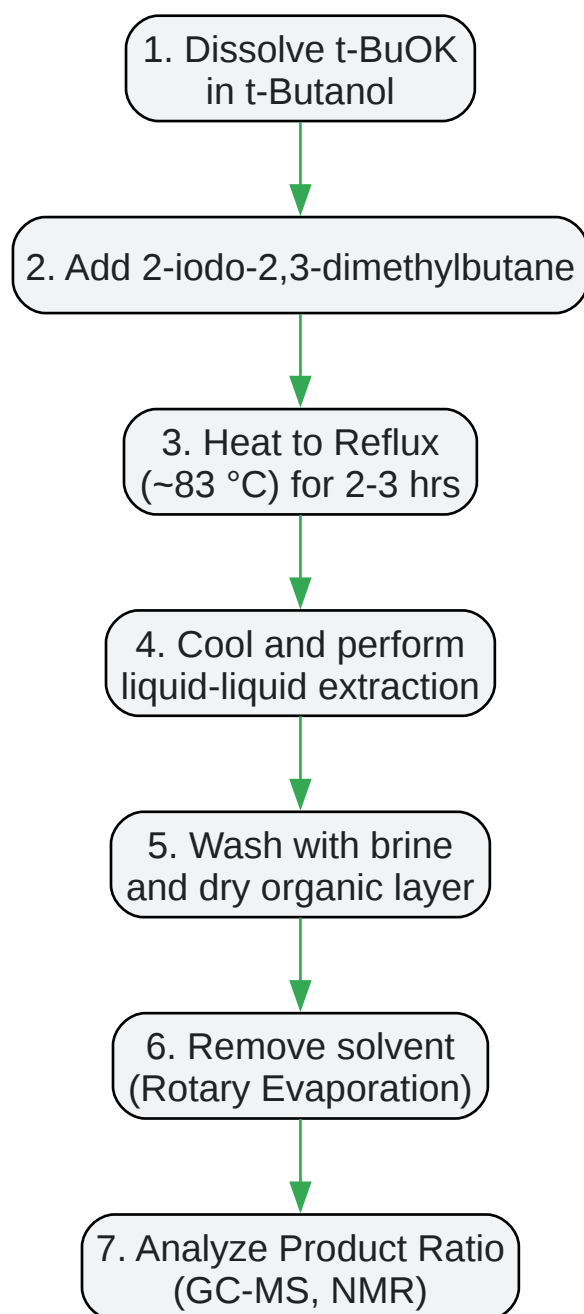 1. Dissolve t-BuOK
in t-Butanol
2. Add 2-iodo-2,3-dimethylbutane
3. Heat to Reflux
(~83 °C) for 2-3 hrs
4. Cool and perform
liquid-liquid extraction
5. Wash with brine
and dry organic layer
6. Remove solvent
(Rotary Evaporation)
7. Analyze Product Ratio
(GC-MS, NMR)